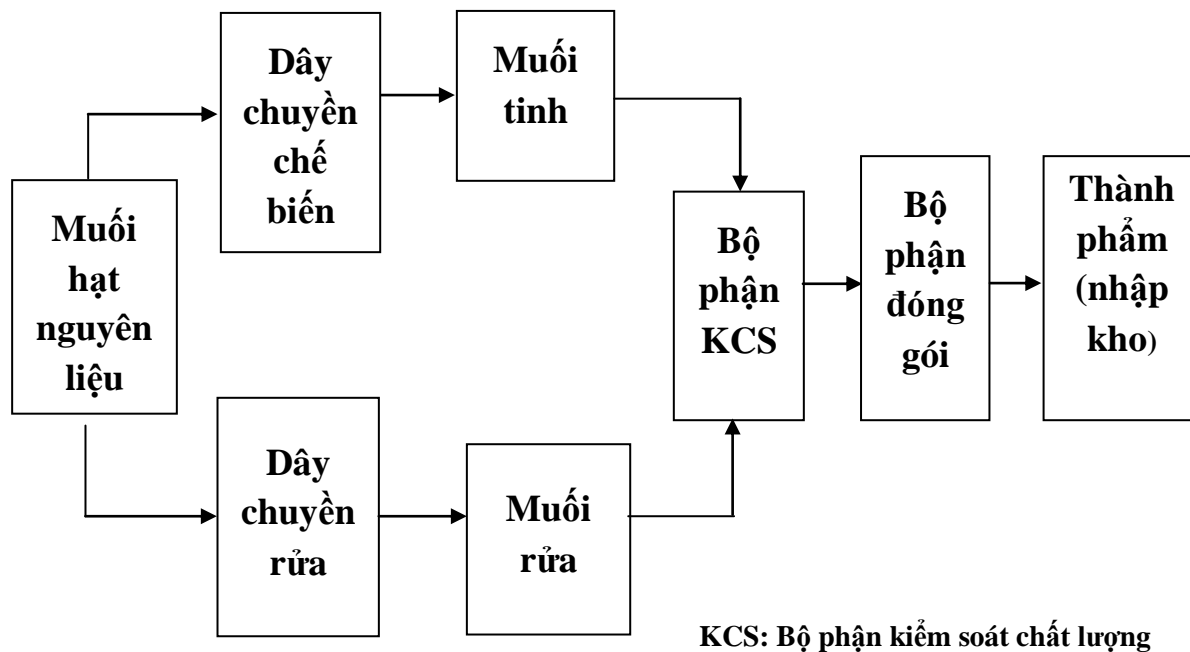 Muối
hạt
nguyên
liệu
Dây
chuyền
chế
biến
Muối
tinh
Dây
chuyền
rửa
Muối
rửa
Bộ
phận
KCS
Bộ
phận
đóng
gói
Thành
phẩm
(nhập
kho)
KCS: Bộ phận kiểm soát chất lượng